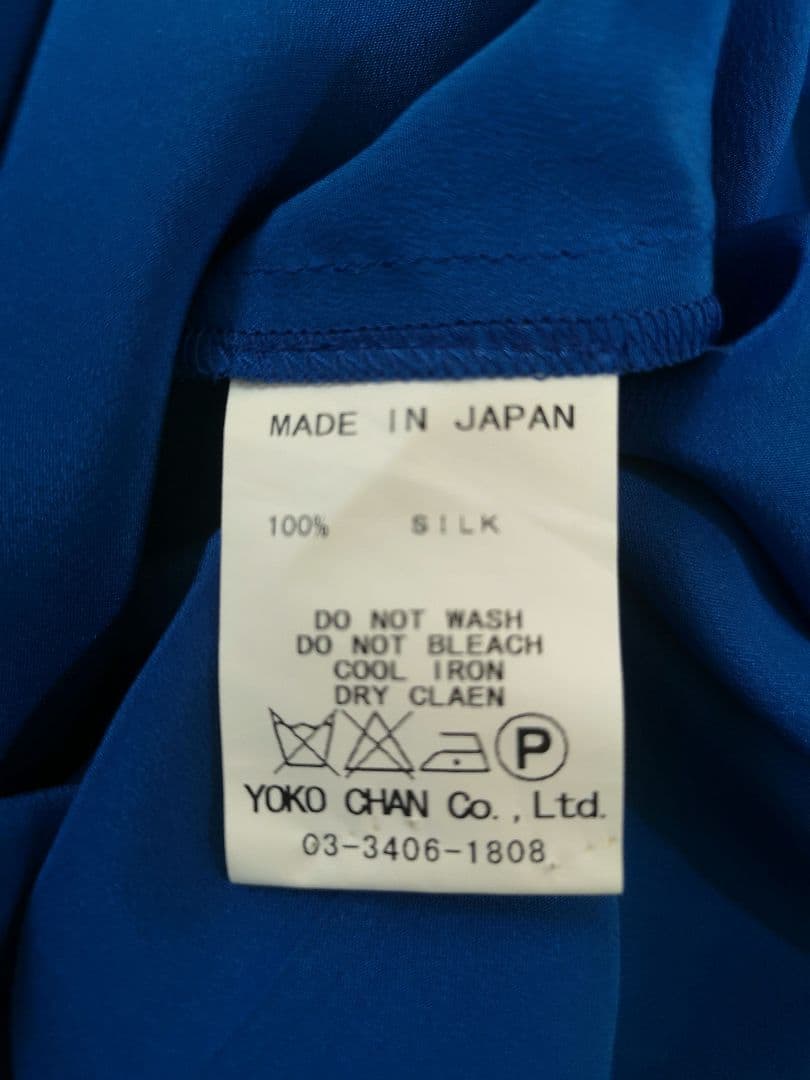 MADE IN JAPAN
100% SILK
DO NOT WASH
DO NOT BLEACH
COOL IRON
DRY CLAEN
P
YOKO CHAN Co.,Ltd.
03-3406-1808